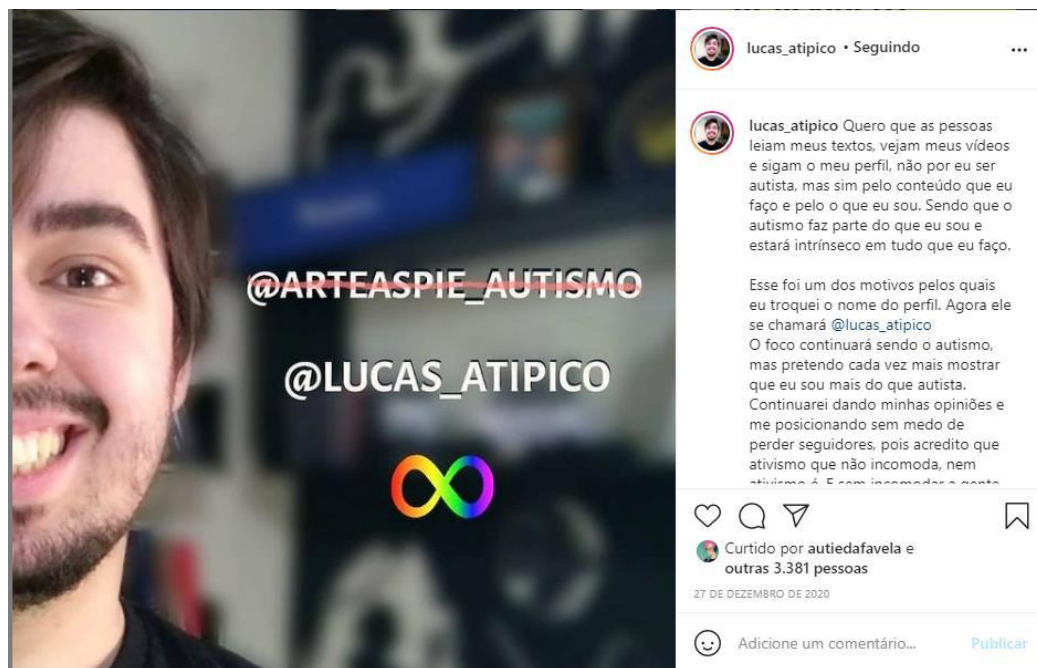 @ARTEASPIE_AUTISMO
@LUCAS_ATIPICO
lucas_atipico • Seguindo
lucas_atipico Quero que as pessoas
leiam meus textos, vejam meus vídeos
e sigam o meu perfil, não por eu ser
autista, mas sim pelo conteúdo que eu
faço e pelo o que eu sou. Sendo que o
autismo faz parte do que eu sou e
estará intrínseco em tudo que eu faço.
Esse foi um dos motivos pelos quais
eu troquei o nome do perfil. Agora ele
se chamará @lucas_atipico
O foco continuará sendo o autismo,
mas pretendo cada vez mais mostrar
que eu sou mais do que autista.
Continuarei dando minhas opiniões e
me posicionando sem medo de
perder seguidores, pois acredito que
ativismo que não incomoda, nem
ativismo é. E sem incomodar a gente
Curtido por autiedafavela e
outras 3.381 pessoas
27 DE DEZEMBRO DE 2020
Adicione um comentário... Publicar